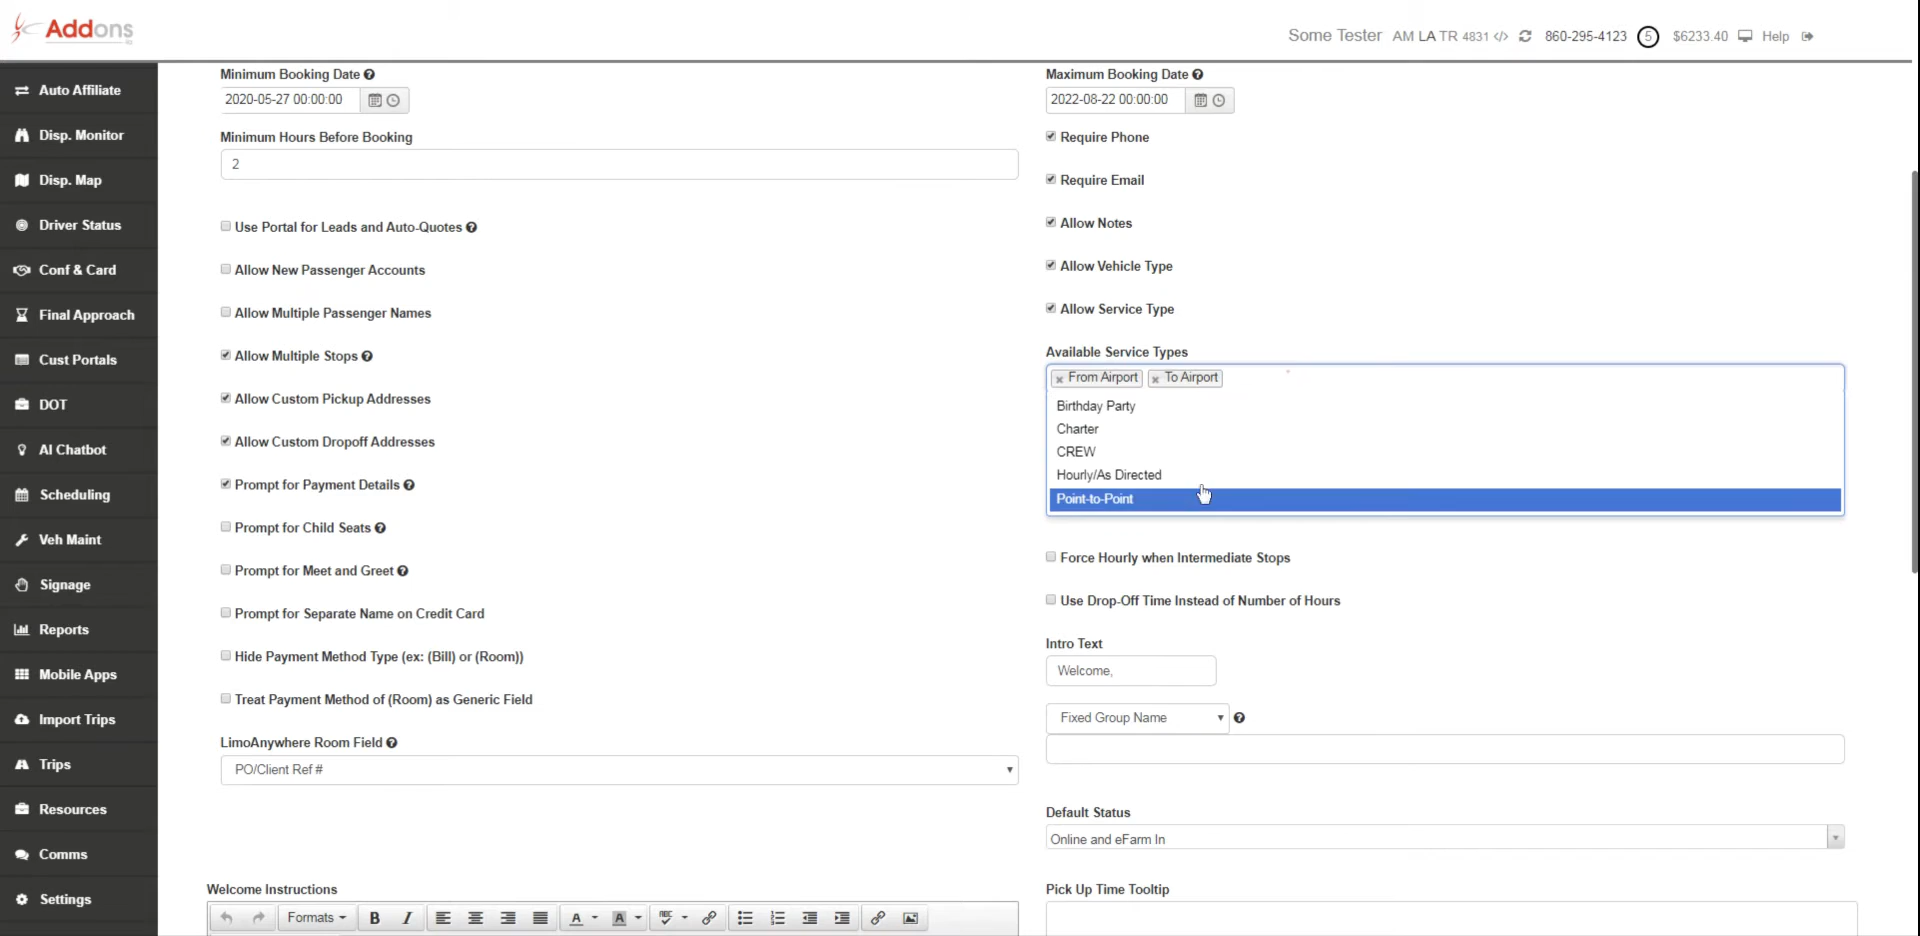 Addons
Some Tester AM LA TR 4831 </> 860-295-4123 5 $6233.40 Help
Auto Affiliate
Disp. Monitor
Disp. Map
Driver Status
Conf & Card
Final Approach
Cust Portals
DOT
AI Chatbot
Scheduling
Veh Maint
Signage
Reports
Mobile Apps
Import Trips
Trips
Resources
Comms
Settings
Minimum Booking Date
2020-05-27 00:00:00
Minimum Hours Before Booking
2
Use Portal for Leads and Auto-Quotes
Allow New Passenger Accounts
Allow Multiple Passenger Names
Allow Multiple Stops
Allow Custom Pickup Addresses
Allow Custom Dropoff Addresses
Prompt for Payment Details
Prompt for Child Seats
Prompt for Meet and Greet
Prompt for Separate Name on Credit Card
Hide Payment Method Type (ex: (Bill) or (Room))
Treat Payment Method of (Room) as Generic Field
LimoAnywhere Room Field
PO/Client Ref #
Welcome Instructions
Formats B I A A ABC
Maximum Booking Date
2022-08-22 00:00:00
Require Phone
Require Email
Allow Notes
Allow Vehicle Type
Allow Service Type
Available Service Types
× From Airport × To Airport
Birthday Party
Charter
CREW
Hourly/As Directed
Point-to-Point
Force Hourly when Intermediate Stops
Use Drop-Off Time Instead of Number of Hours
Intro Text
Welcome,
Fixed Group Name
Default Status
Online and eFarm In
Pick Up Time Tooltip